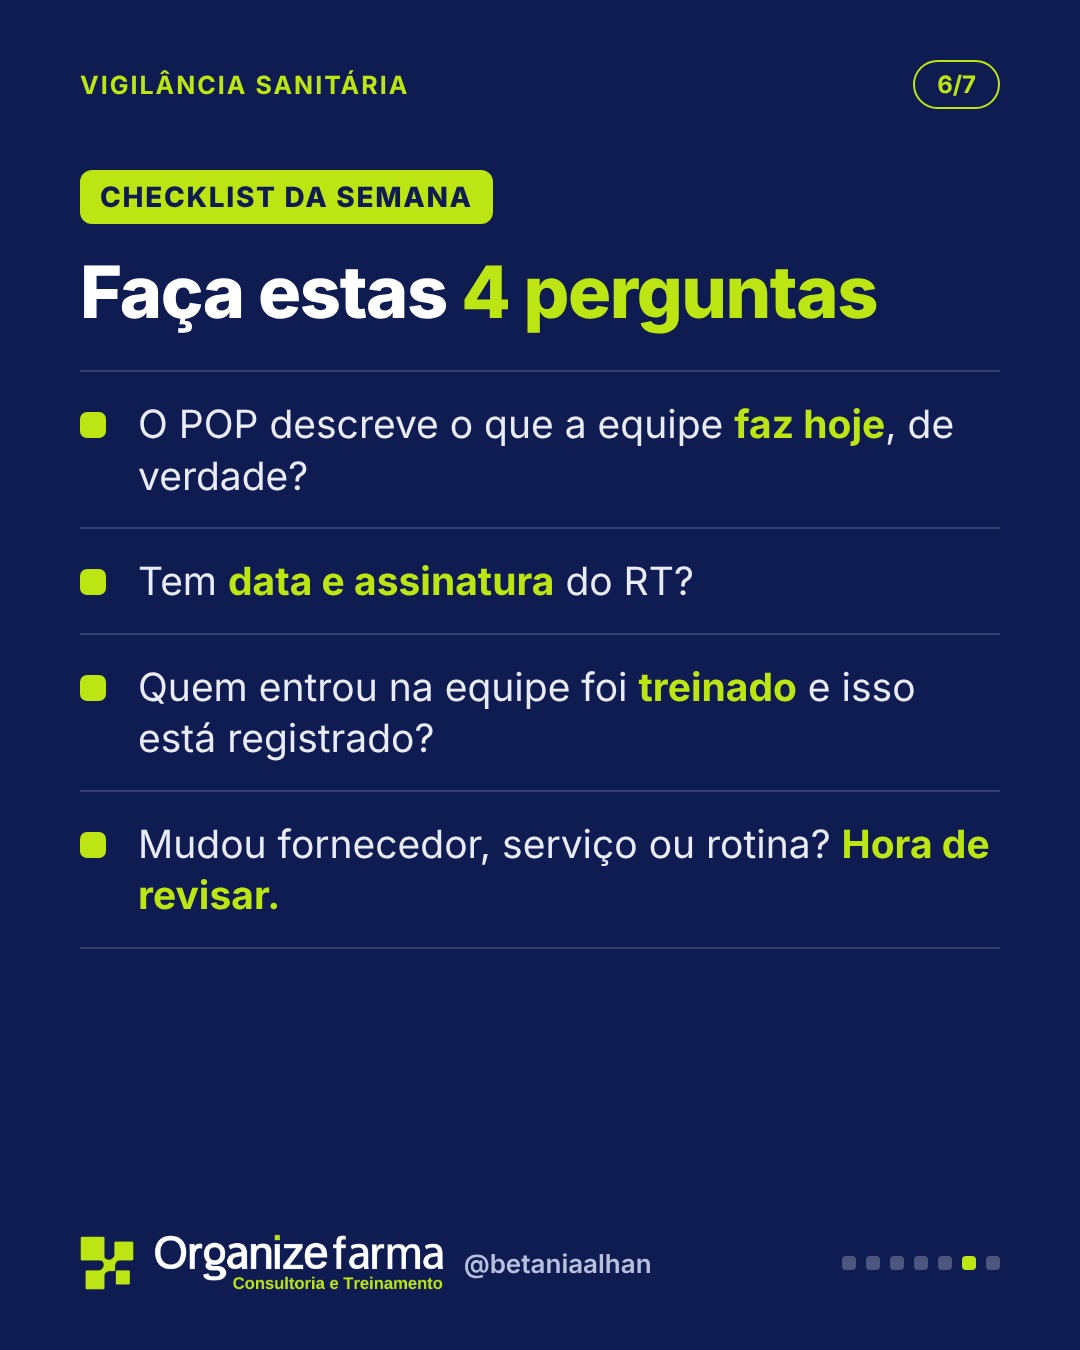 VIGILÂNCIA SANITÁRIA
6/7
CHECKLIST DA SEMANA
Faça estas 4 perguntas
O POP descreve o que a equipe faz hoje, de
verdade?
Tem data e assinatura do RT?
Quem entrou na equipe foi treinado e isso
está registrado?
Mudou fornecedor, serviço ou rotina? Hora de
revisar.
Organizefarma
Consultoria e Treinamento
@betaniaalhan